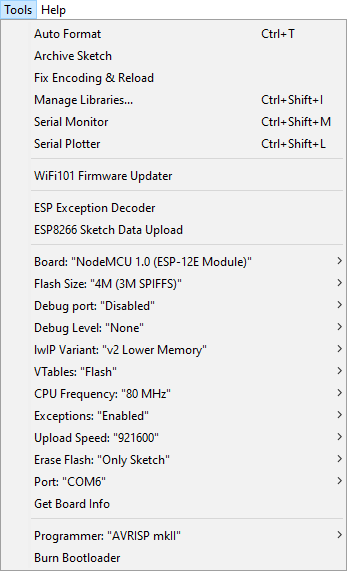 Tools Help
Auto Format Ctrl+T
Archive Sketch
Fix Encoding & Reload
Manage Libraries... Ctrl+Shift+I
Serial Monitor Ctrl+Shift+M
Serial Plotter Ctrl+Shift+L
WiFi101 Firmware Updater
ESP Exception Decoder
ESP8266 Sketch Data Upload
Board: "NodeMCU 1.0 (ESP-12E Module)"
Flash Size: "4M (3M SPIFFS)"
Debug port: "Disabled"
Debug Level: "None"
lwIP Variant: "v2 Lower Memory"
VTables: "Flash"
CPU Frequency: "80 MHz"
Exceptions: "Enabled"
Upload Speed: "921600"
Erase Flash: "Only Sketch"
Port: "COM6"
Get Board Info
Programmer: "AVRISP mkII"
Burn Bootloader